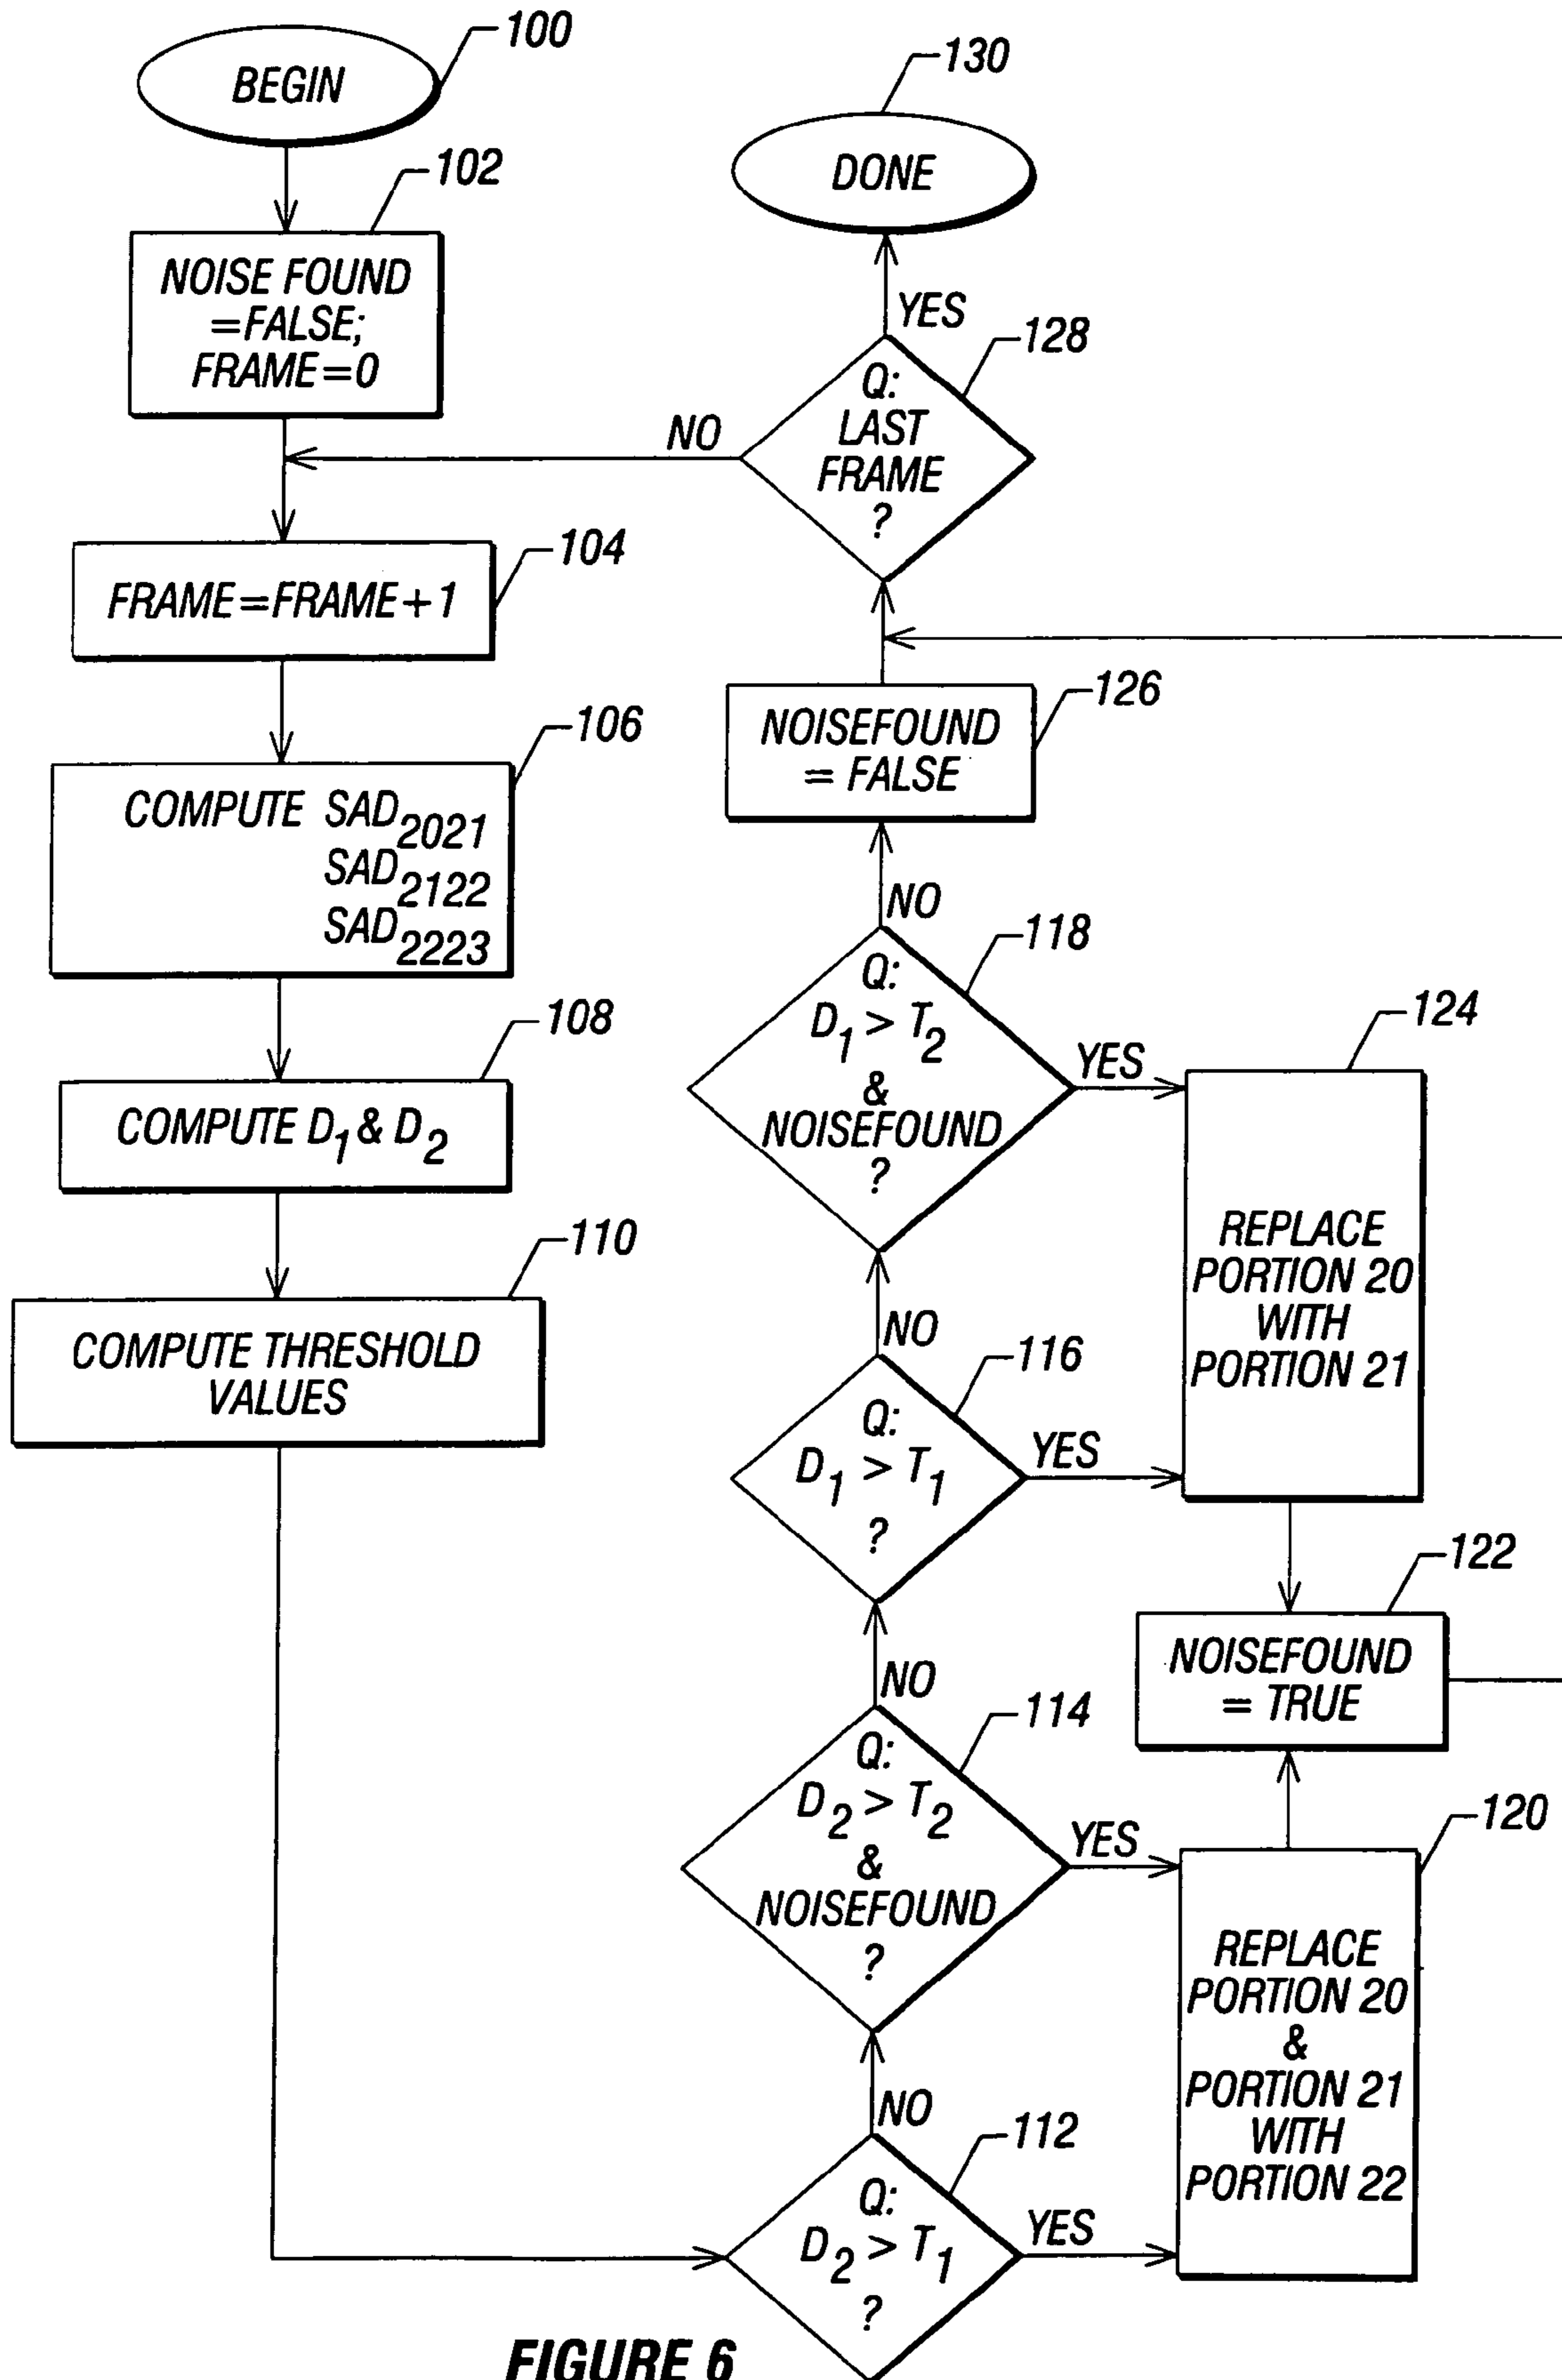 100
BEGIN
102
NOISE FOUND
=FALSE;
FRAME=0
104
FRAME=FRAME+1
106
COMPUTE SAD2021
SAD2122
SAD2223
108
COMPUTE D1 & D2
110
COMPUTE THRESHOLD
VALUES
130
DONE
YES
128
Q:
LAST
FRAME
?
NO
126
NOISEFOUND
= FALSE
NO
118
Q:
D1 > T2
&
NOISEFOUND
?
YES
124
REPLACE
PORTION 20
WITH
PORTION 21
NO
116
Q:
D1 > T1
?
YES
122
NOISEFOUND
= TRUE
NO
114
Q:
D2 > T2
&
NOISEFOUND
?
YES
120
REPLACE
PORTION 20
&
PORTION 21
WITH
PORTION 22
NO
112
Q:
D2 > T1
?
YES
FIGURE 6